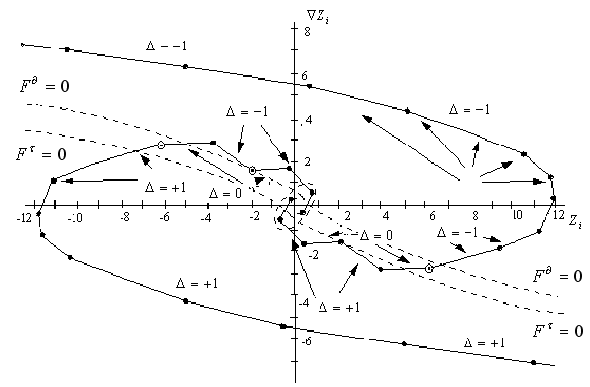 ∇Z_i
8
Δ - -1
F^∂ = 0
6
4
Δ = -1
Δ = -1
F^τ = 0
2
Δ = +1
Δ = 0
-12 -10 -8 -6 -4 -2 2 4 6 8 10 12 Z_i
Δ = 0
Δ = -1
-2
F^∂ = 0
Δ = +1
-4
Δ = +1
F^τ = 0
-6
Δ = +1